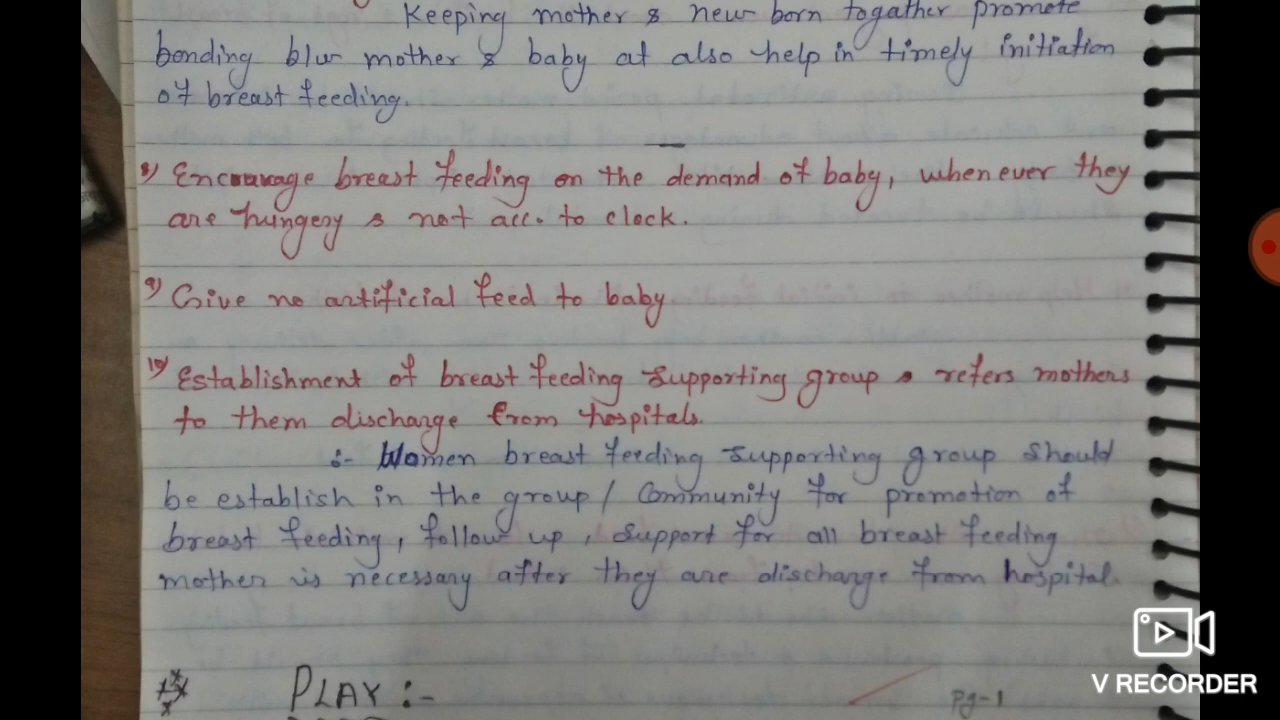 Keeping mother & new born togather promote
bonding b/w mother & baby at also help in timely initiation
of breast feeding.
8) Encourage breast feeding on the demand of baby, whenever they
are hungery & not acc. to clock.
9) Give no artificial feed to baby
10) Establishment of breast feeding supporting group & refers mothers
to them discharge from hospitals.
:- Women breast feeding supporting group should
be establish in the group / Community for promotion of
breast feeding, follow up, support for all breast feeding
mother is necessary after they are discharge from hospital.
PLAY :-
Pg-1
V RECORDER